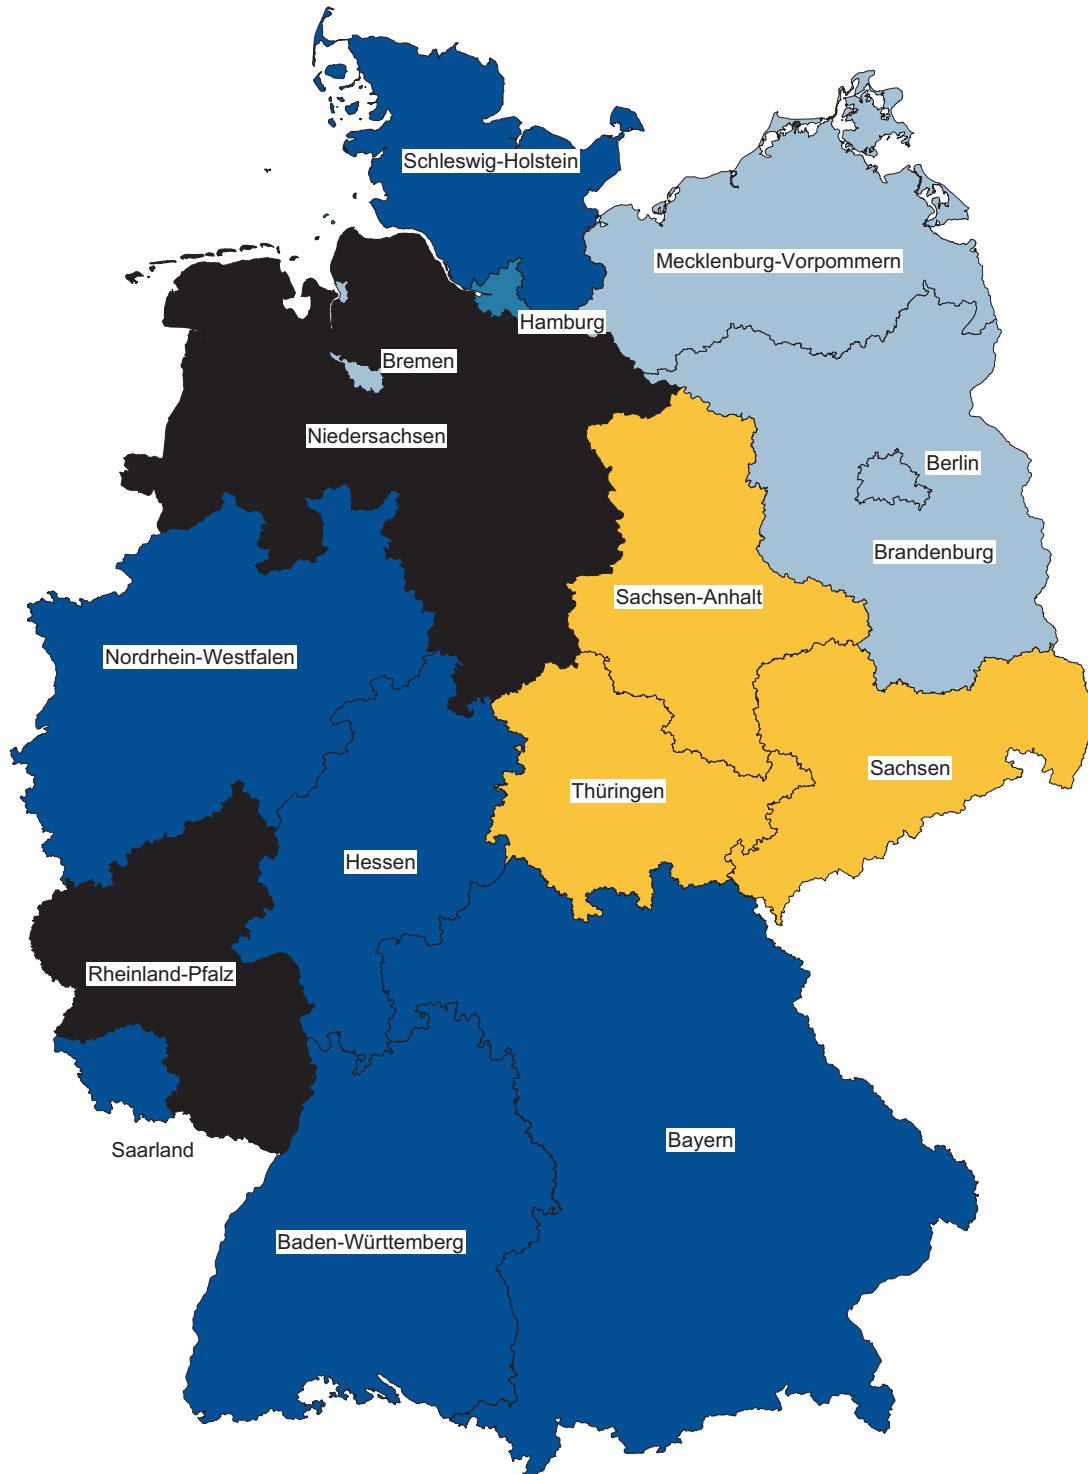 Schleswig-Holstein
Mecklenburg-Vorpommern
Hamburg
Bremen
Niedersachsen
Berlin
Brandenburg
Sachsen-Anhalt
Nordrhein-Westfalen
Sachsen
Thüringen
Hessen
Rheinland-Pfalz
Bayern
Saarland
Baden-Württemberg